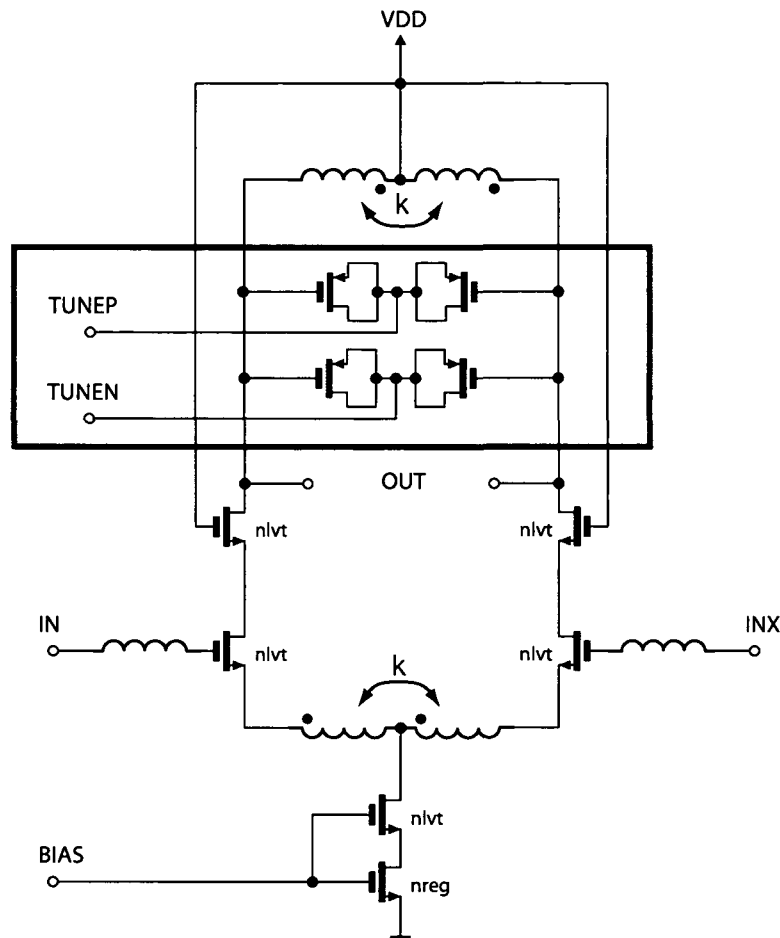 VDD
k
TUNEP
TUNEN
OUT
nlvt nlvt
IN INX
nlvt nlvt
k
nlvt
BIAS
nreg